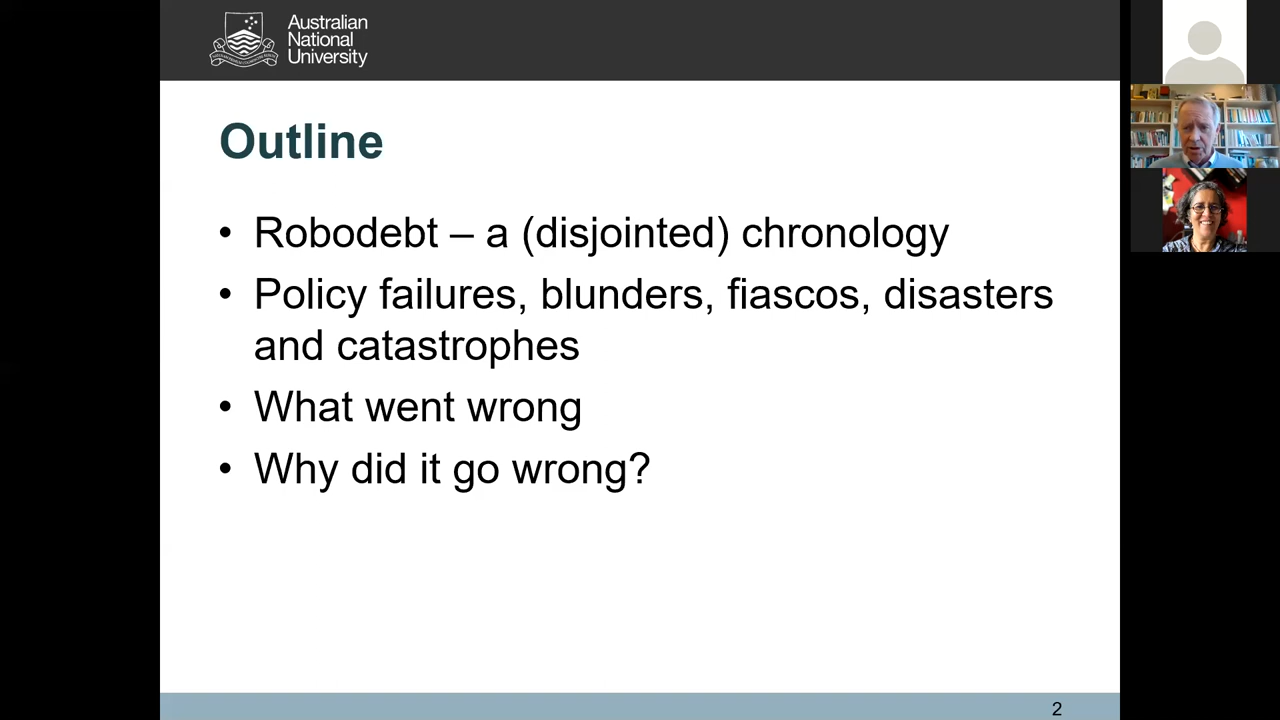 Australian
National
University
Outline
• Robodebt – a (disjointed) chronology
• Policy failures, blunders, fiascos, disasters
and catastrophes
• What went wrong
• Why did it go wrong?
2